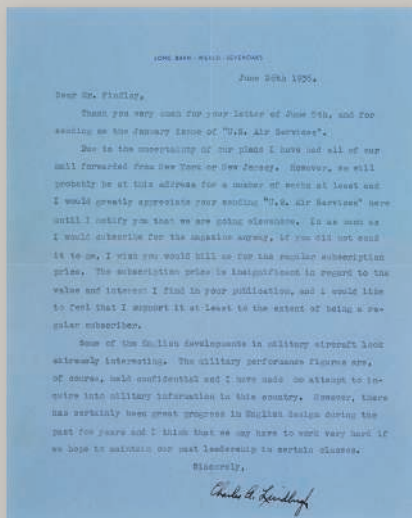 LONG BARN · WEALD · SEVENOAKS
June 26th 1936.
Dear Mr. Findley,
Thank you very much for your letter of June 5th, and for
sending me the January issue of "U.S. Air Services".
Due to the uncertainty of our plans I have had all of our
mail forwarded from New York or New Jersey. However, we will
probably be at this address for a number of weeks at least and
I would greatly appreciate your sending "U.S. Air Services" here
until I notify you that we are going elsewhere. In as much as
I would subscribe for the magazine anyway, if you did not send
it to me, I wish you would bill me for the regular subscription
price. The subscription price is insignificant in regard to the
value and interest I find in your publication, and I would like
to feel that I support it at least to the extent of being a re-
gular subscriber.
Some of the English developments in military aircraft look
extremely interesting. The military performance figures are,
of course, held confidential and I have made no attempt to in-
quire into military information in this country. However, there
has certainly been great progress in English design during the
past few years and I think that we may have to work very hard if
we hope to maintain our past leadership in certain classes.
Sincerely,
Charles A. Lindbergh